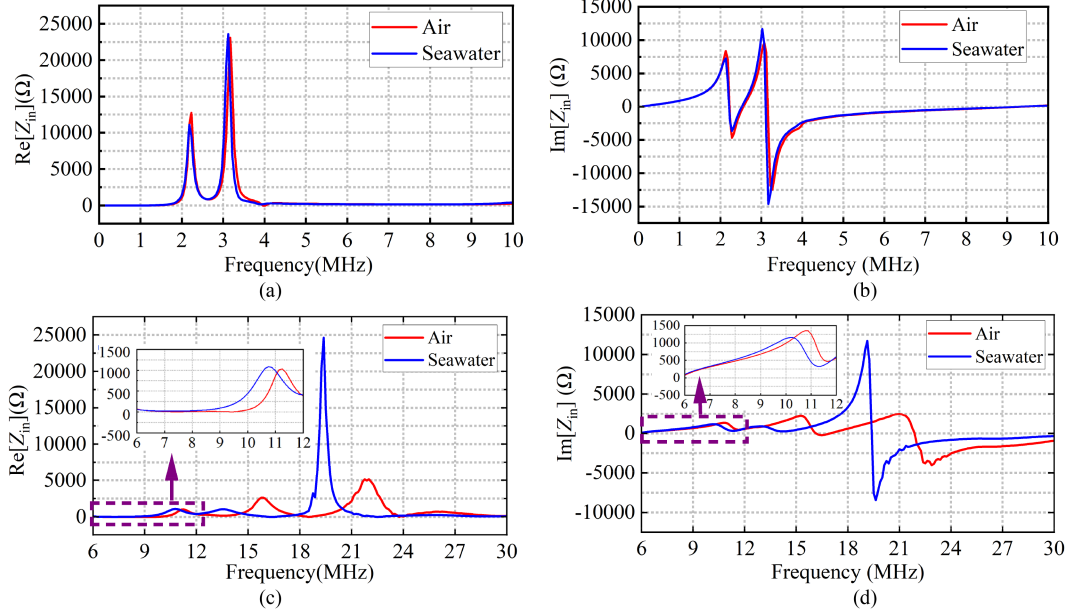 25000
20000
15000
10000
5000
0
Re[Z_in](Ω)
Air
Seawater
0 1 2 3 4 5 6 7 8 9 10
Frequency(MHz)
(a)
15000
10000
5000
0
-5000
-10000
-15000
Im[Z_in] (Ω)
Air
Seawater
0 1 2 3 4 5 6 7 8 9 10
Frequency (MHz)
(b)
25000
20000
15000
10000
5000
0
Re[Z_in](Ω)
Air
Seawater
1500
1000
500
0
-500
6 7 8 9 10 11 12
6 9 12 15 18 21 24 27 30
Frequency(MHz)
(c)
15000
10000
5000
0
-5000
-10000
Im[Z_in] (Ω)
Air
Seawater
1500
1000
500
0
6 7 8 9 10 11 12
6 9 12 15 18 21 24 27 30
Frequency (MHz)
(d)